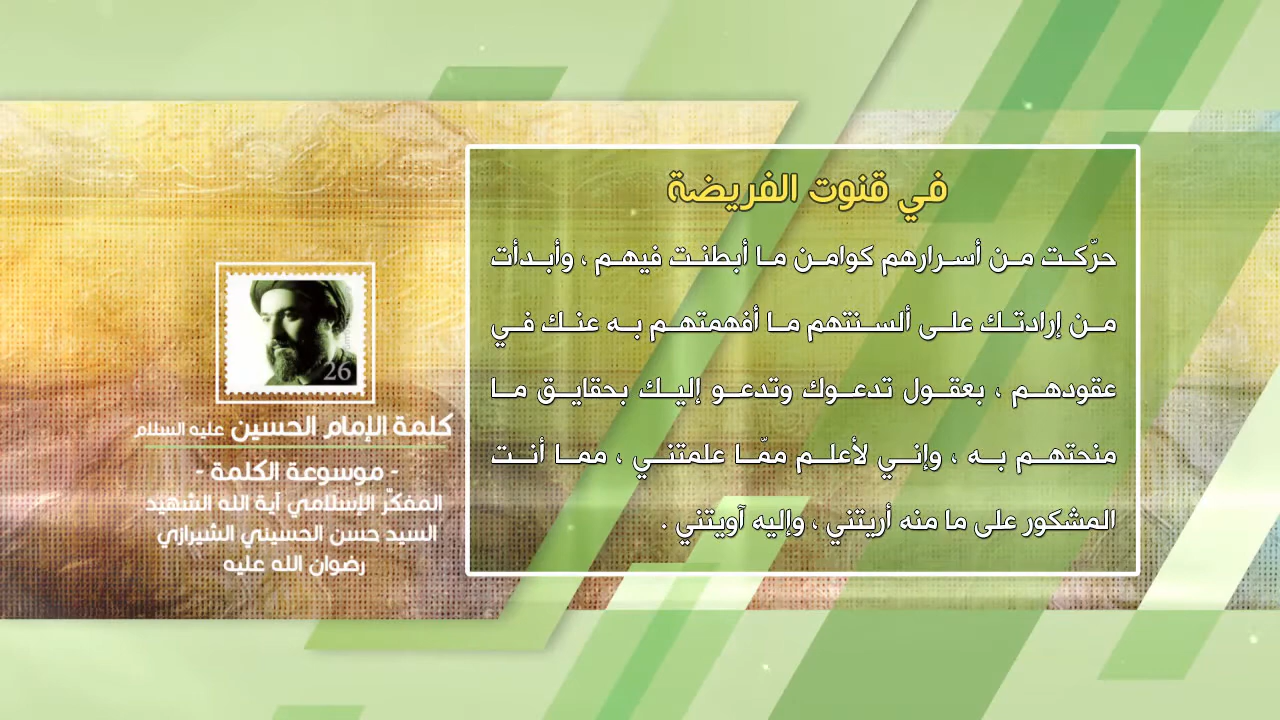 في قنوت الفريضة
حرّكت من أسرارهم كوامن ما أبطنت فيهم ، وأبدأت
من إرادتك على ألسنتهم ما أفهمتهم به عنك في
عقودهم ، بعقول تدعوك وتدعو إليك بحقايق ما
منحتهم به ، وإني لأعلم ممّا علمتني ، مما أنت
المشكور على ما منه أريتني ، وإليه آويتني .
26
كلمة الإمام الحسين عليه السلام
- موسوعة الكلمة -
المفكّر الإسلامي آية الله الشهيد
السيد حسن الحسيني الشيرازي
رضوان الله عليه